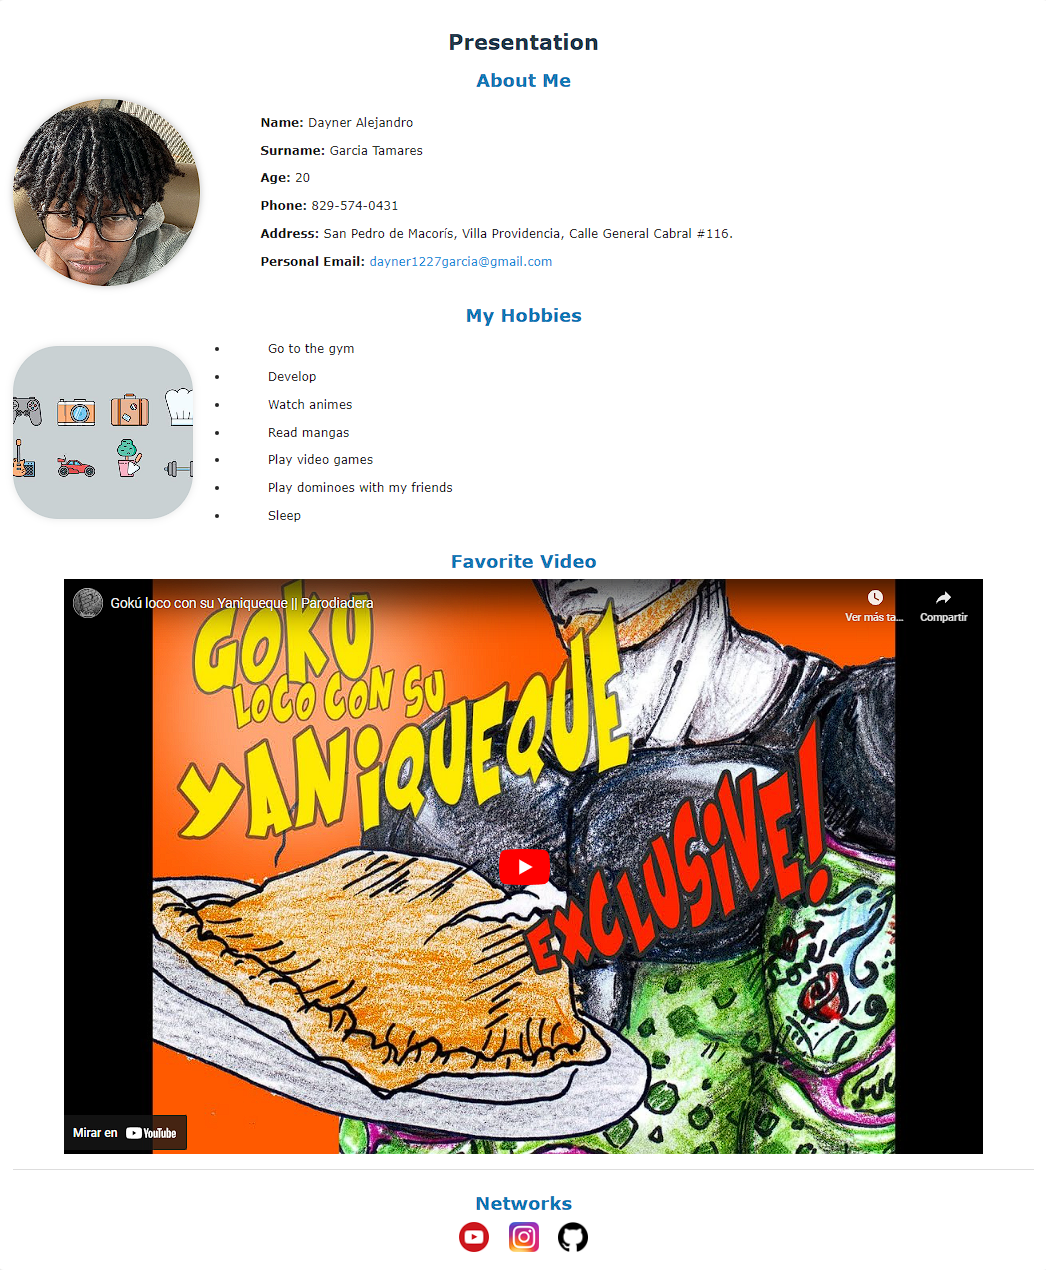 Presentation
About Me
Name: Dayner Alejandro
Surname: Garcia Tamares
Age: 20
Phone: 829-574-0431
Address: San Pedro de Macorís, Villa Providencia, Calle General Cabral #116.
Personal Email: dayner1227garcia@gmail.com
My Hobbies
Go to the gym
Develop
Watch animes
Read mangas
Play video games
Play dominoes with my friends
Sleep
Favorite Video
Gokú loco con su Yaniqueque || Parodiadera
Ver más ta...
Compartir
GOKU
LOCO CON SU
YANiQUEQUE
EXCLUSiVE!
LOVE
Mirar en YouTube
Networks